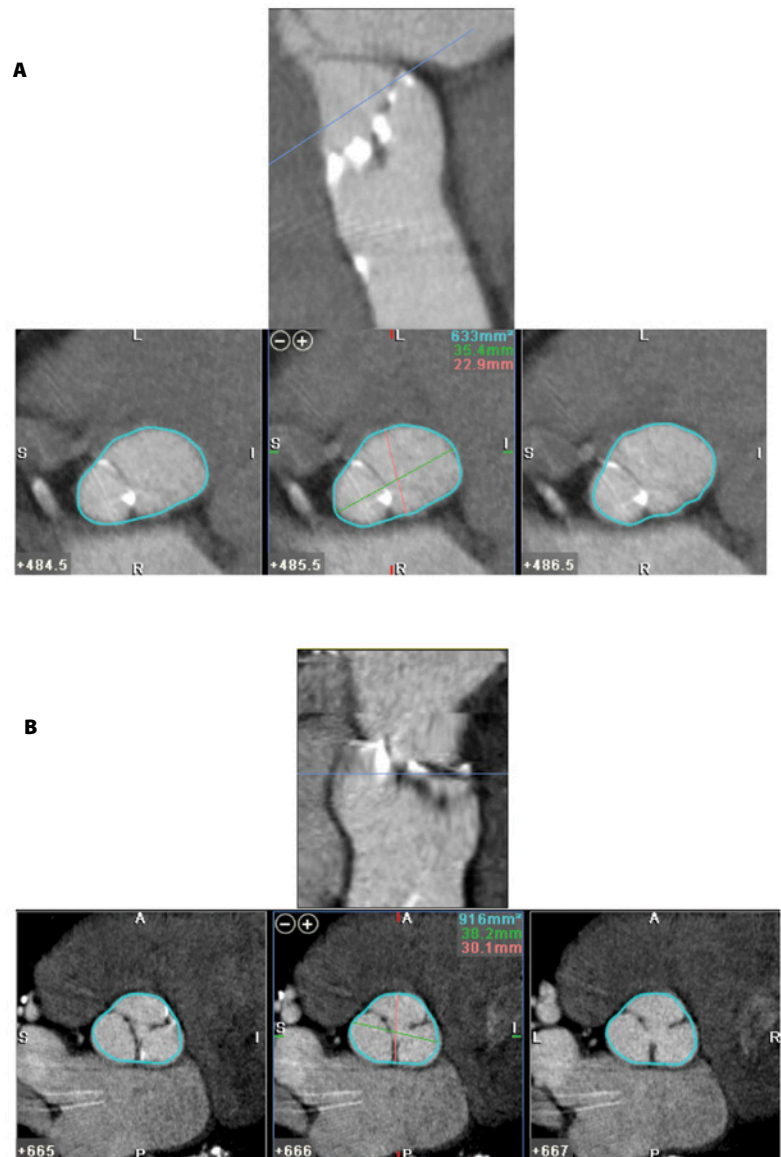 A
L
L
633mm²
35.4mm
22.9mm
L
S
I
S
I
S
I
+484.5
R
+485.5
R
+486.5
R
B
A
A
916mm²
38.2mm
30.1mm
A
S
I
S
I
L
R
+665
P
+666
P
+667
P